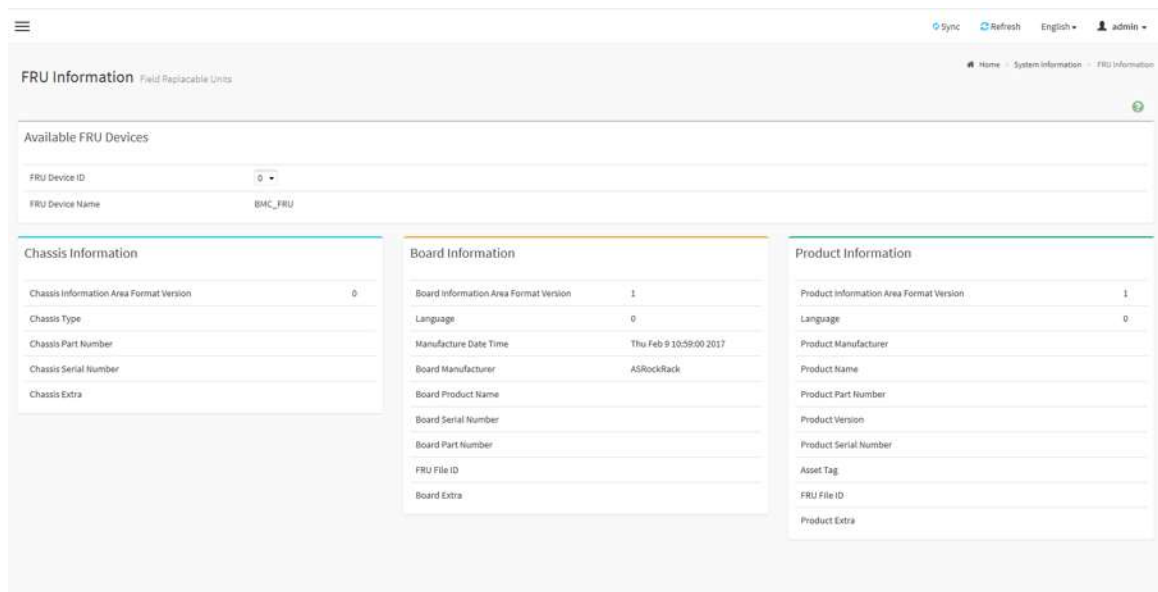 Sync Refresh English admin
FRU Information Field Replacable Units
Home System Information FRU Information
Available FRU Devices
FRU Device ID 0
FRU Device Name BMC_FRU
Chassis Information
Chassis Information Area Format Version 0
Chassis Type
Chassis Part Number
Chassis Serial Number
Chassis Extra
Board Information
Board Information Area Format Version 1
Language 0
Manufacture Date Time Thu Feb 9 10:59:00 2017
Board Manufacturer ASRockRack
Board Product Name
Board Serial Number
Board Part Number
FRU File ID
Board Extra
Product Information
Product Information Area Format Version 1
Language 0
Product Manufacturer
Product Name
Product Part Number
Product Version
Product Serial Number
Asset Tag
FRU File ID
Product Extra